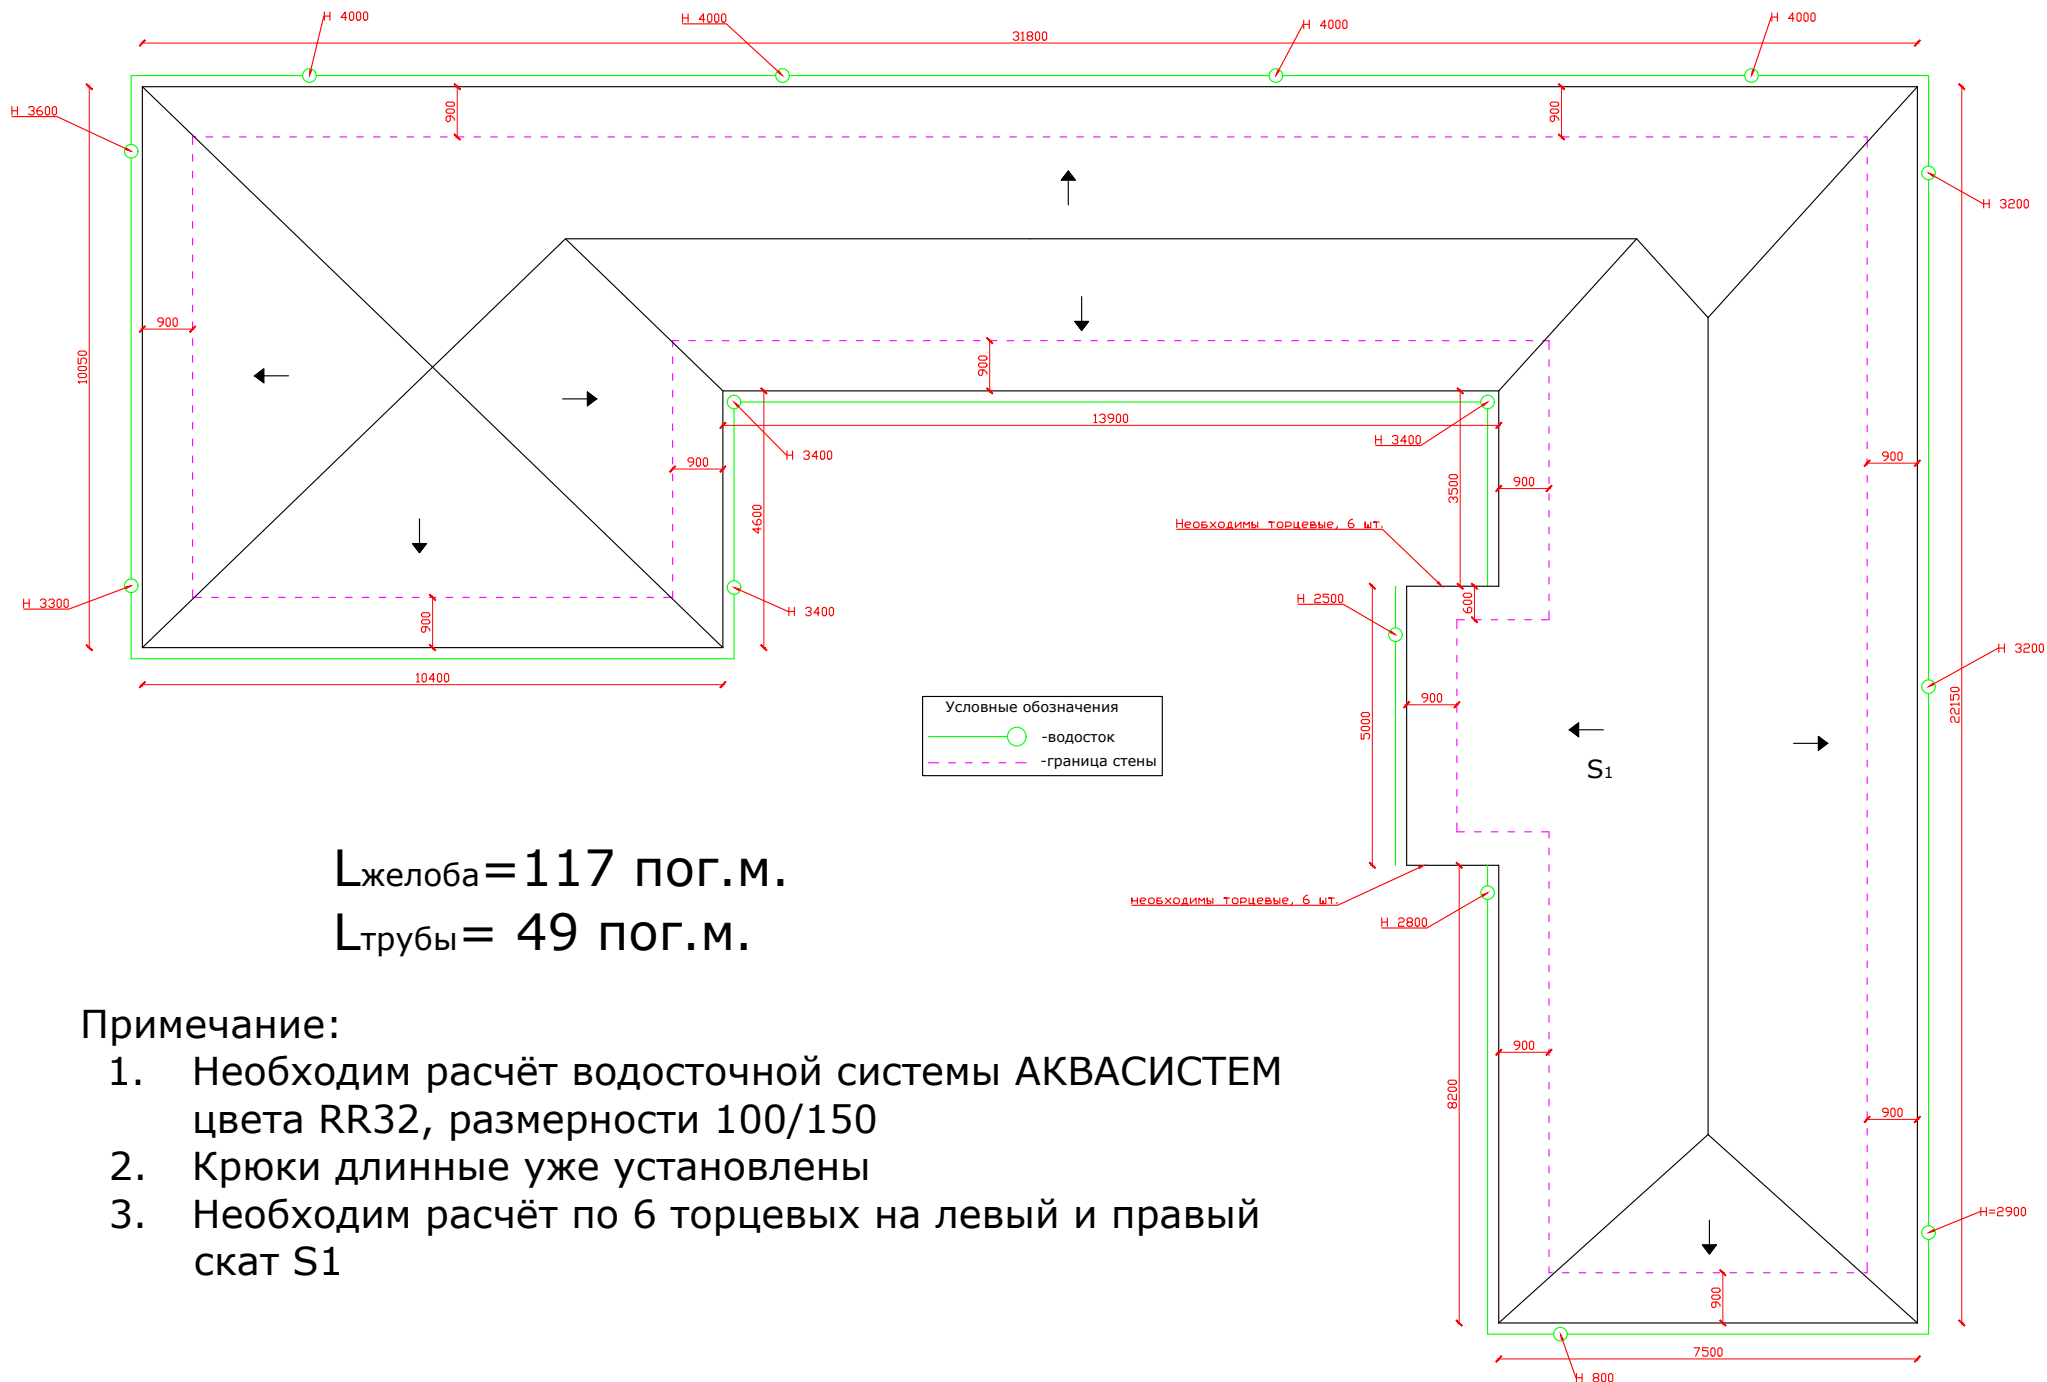 H 4000
H 4000
H 4000
H 4000
31800
H 3600
900
900
H 3200
10050
900
900
13900
H 3400
H 3400
900
4600
3500
900
900
Необходимы торцевые, 6 шт.
H 3300
900
H 3400
H 2500
600
H 3200
10400
900
5000
22150
Условные обозначения
-водосток
-граница стены
S1
Lжелоба=117 пог.м.
Lтрубы= 49 пог.м.
необходимы торцевые, 6 шт.
H 2800
900
8200
900
Примечание:
1. Необходим расчёт водосточной системы АКВАСИСТЕМ
цвета RR32, размерности 100/150
2. Крюки длинные уже установлены
3. Необходим расчёт по 6 торцевых на левый и правый
скат S1
H=2900
900
7500
H 800